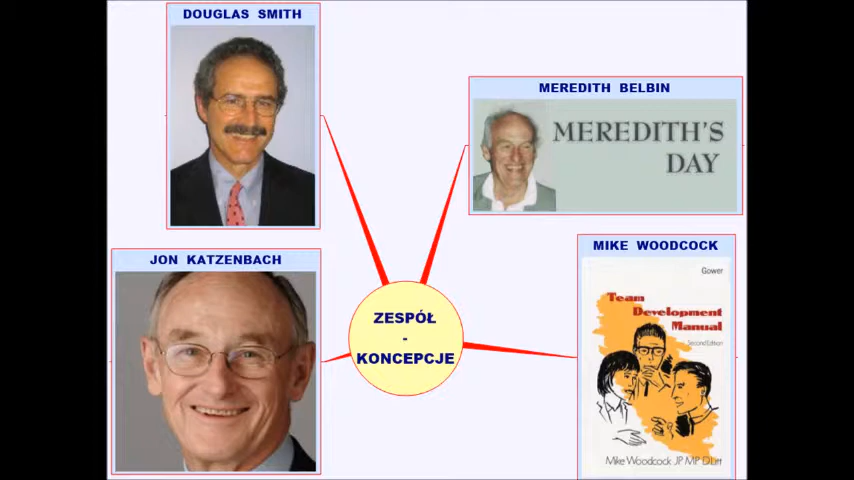 DOUGLAS SMITH
MEREDITH BELBIN
MEREDITH'S
DAY
JON KATZENBACH
MIKE WOODCOCK
Gower
Team
Development
Manual
Second Edition
Mike Woodcock JP MP DLitt
ZESPÓŁ
-
KONCEPCJE